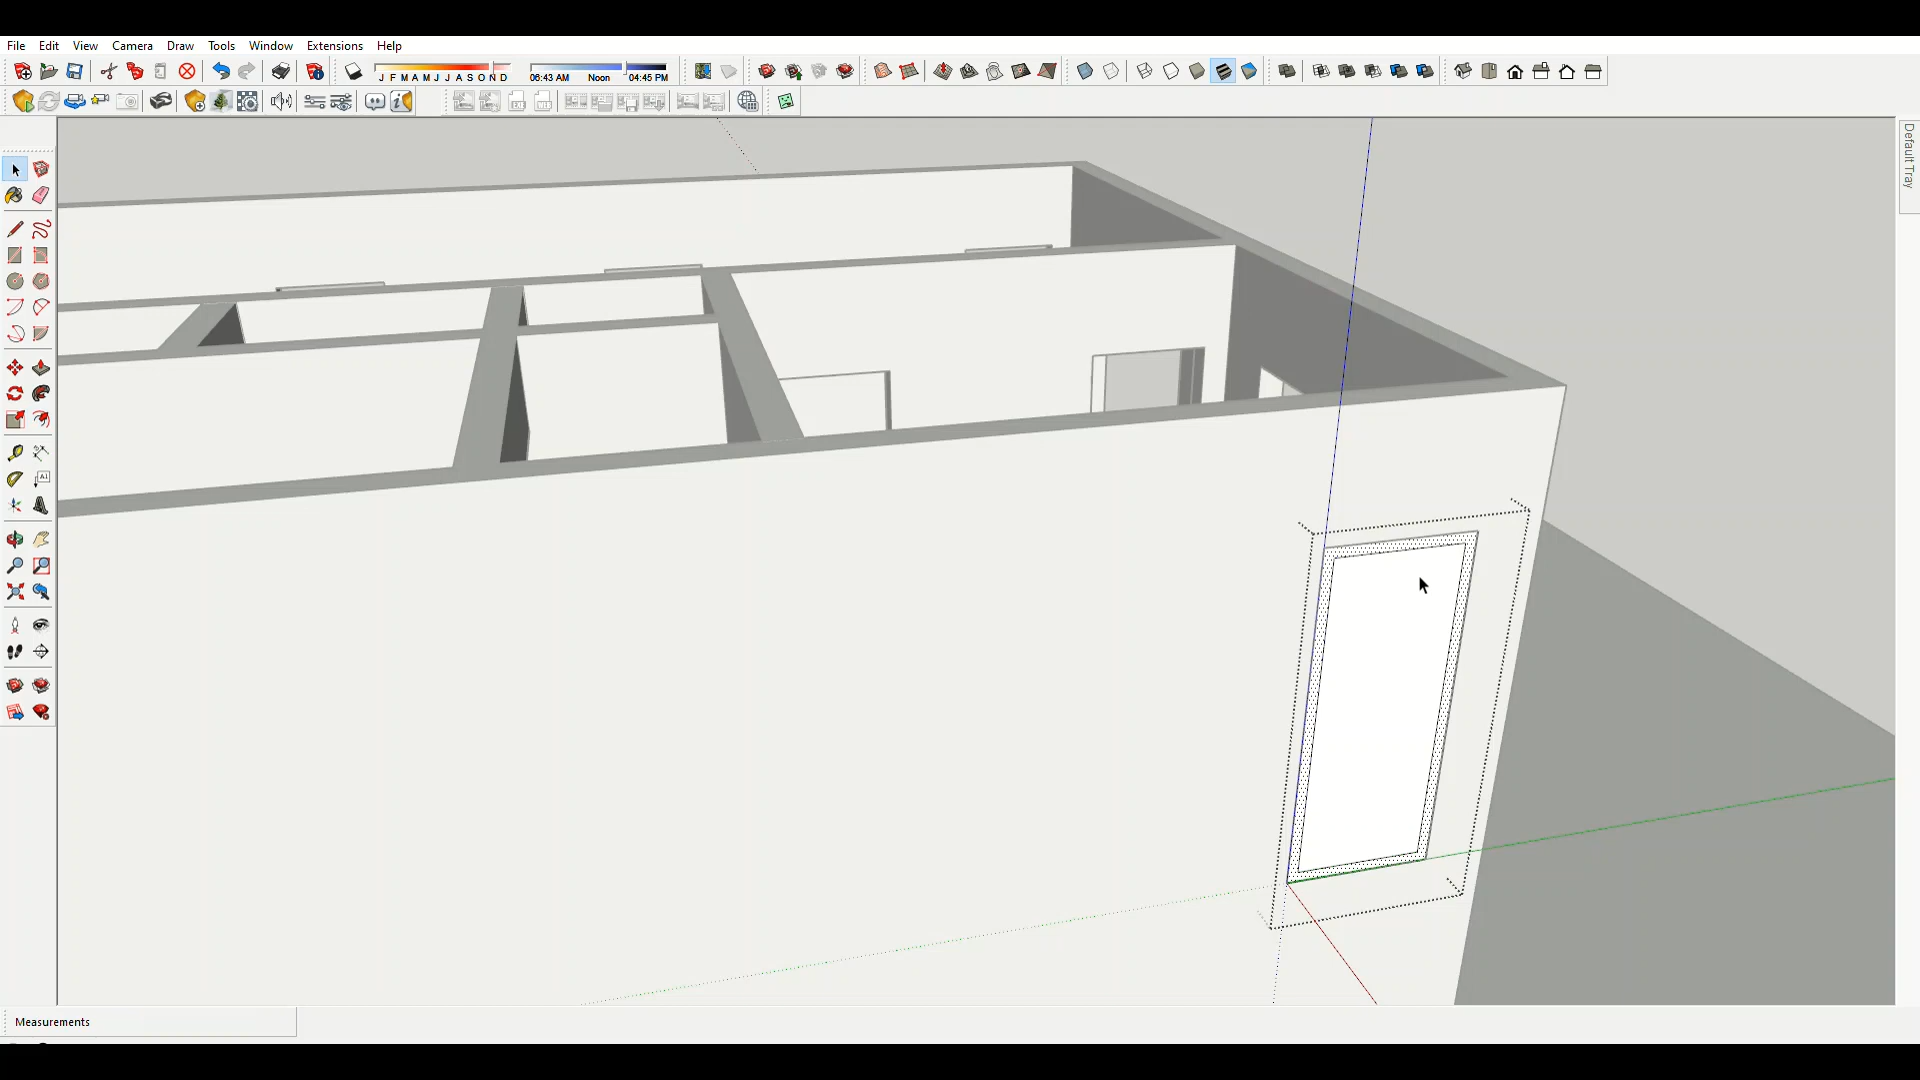 File Edit View Camera Draw Tools Window Extensions Help
J F M A M J J A S O N D
06:43 AM Noon 04:45 PM
Default Tray
Measurements